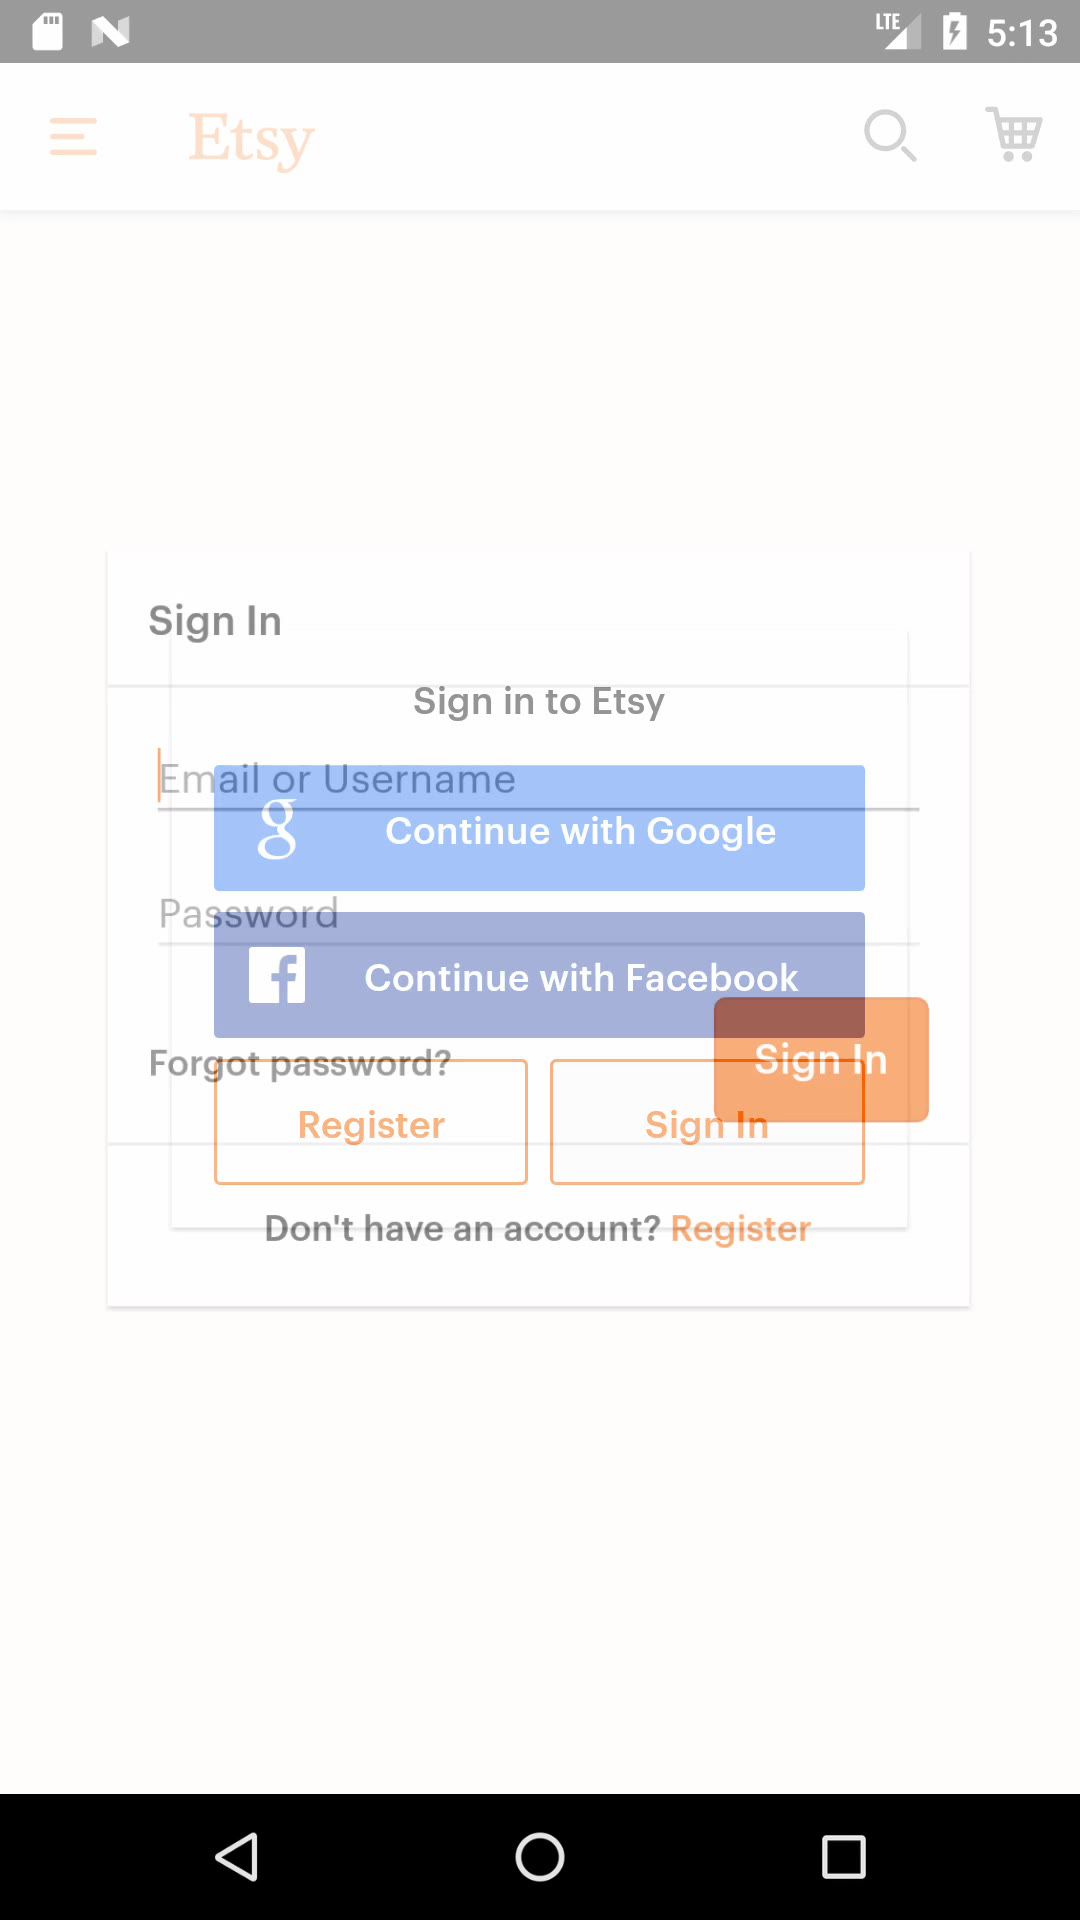 LTE 5:13
Etsy
Sign In
Sign in to Etsy
Email or Username
g Continue with Google
Password
f Continue with Facebook
Sign In
Forgot password?
Register Sign In
Don't have an account? Register